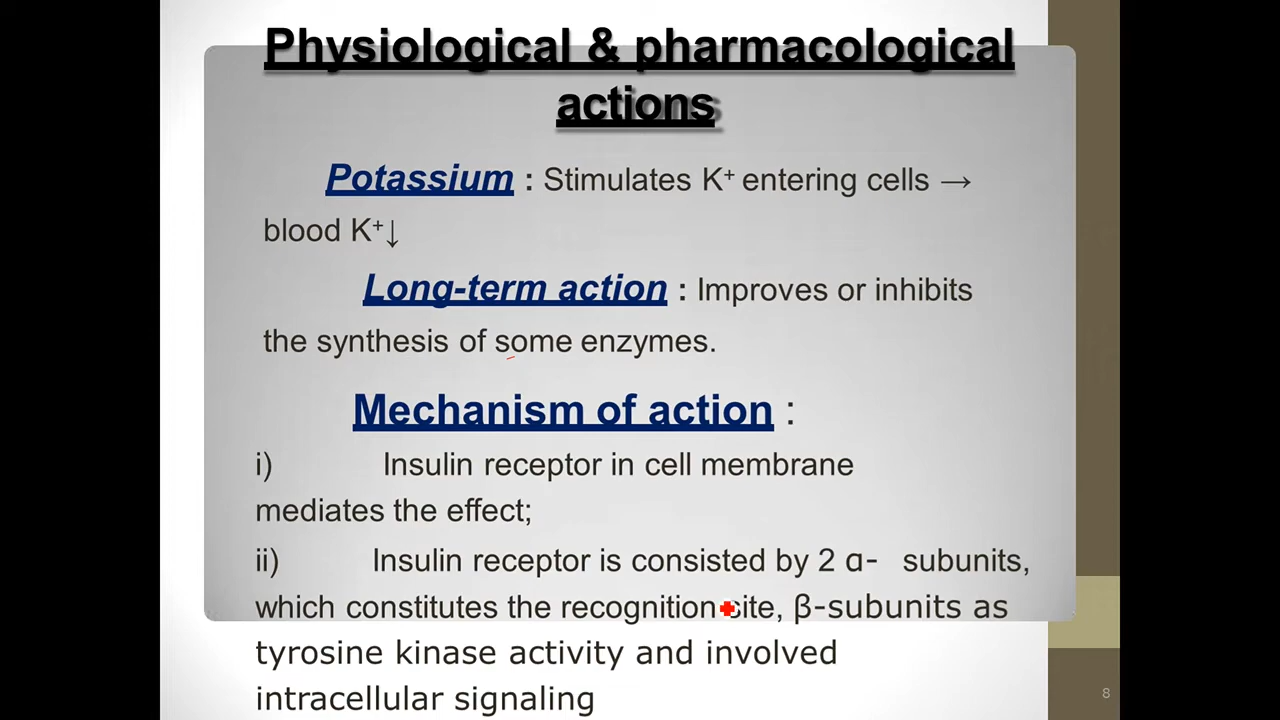 Physiological & pharmacological
actions
Potassium : Stimulates K⁺ entering cells →
blood K⁺↓
Long-term action : Improves or inhibits
the synthesis of some enzymes.
Mechanism of action :
i) Insulin receptor in cell membrane
mediates the effect;
ii) Insulin receptor is consisted by 2 ɑ- subunits,
which constitutes the recognition site, β-subunits as
tyrosine kinase activity and involved
intracellular signaling
8